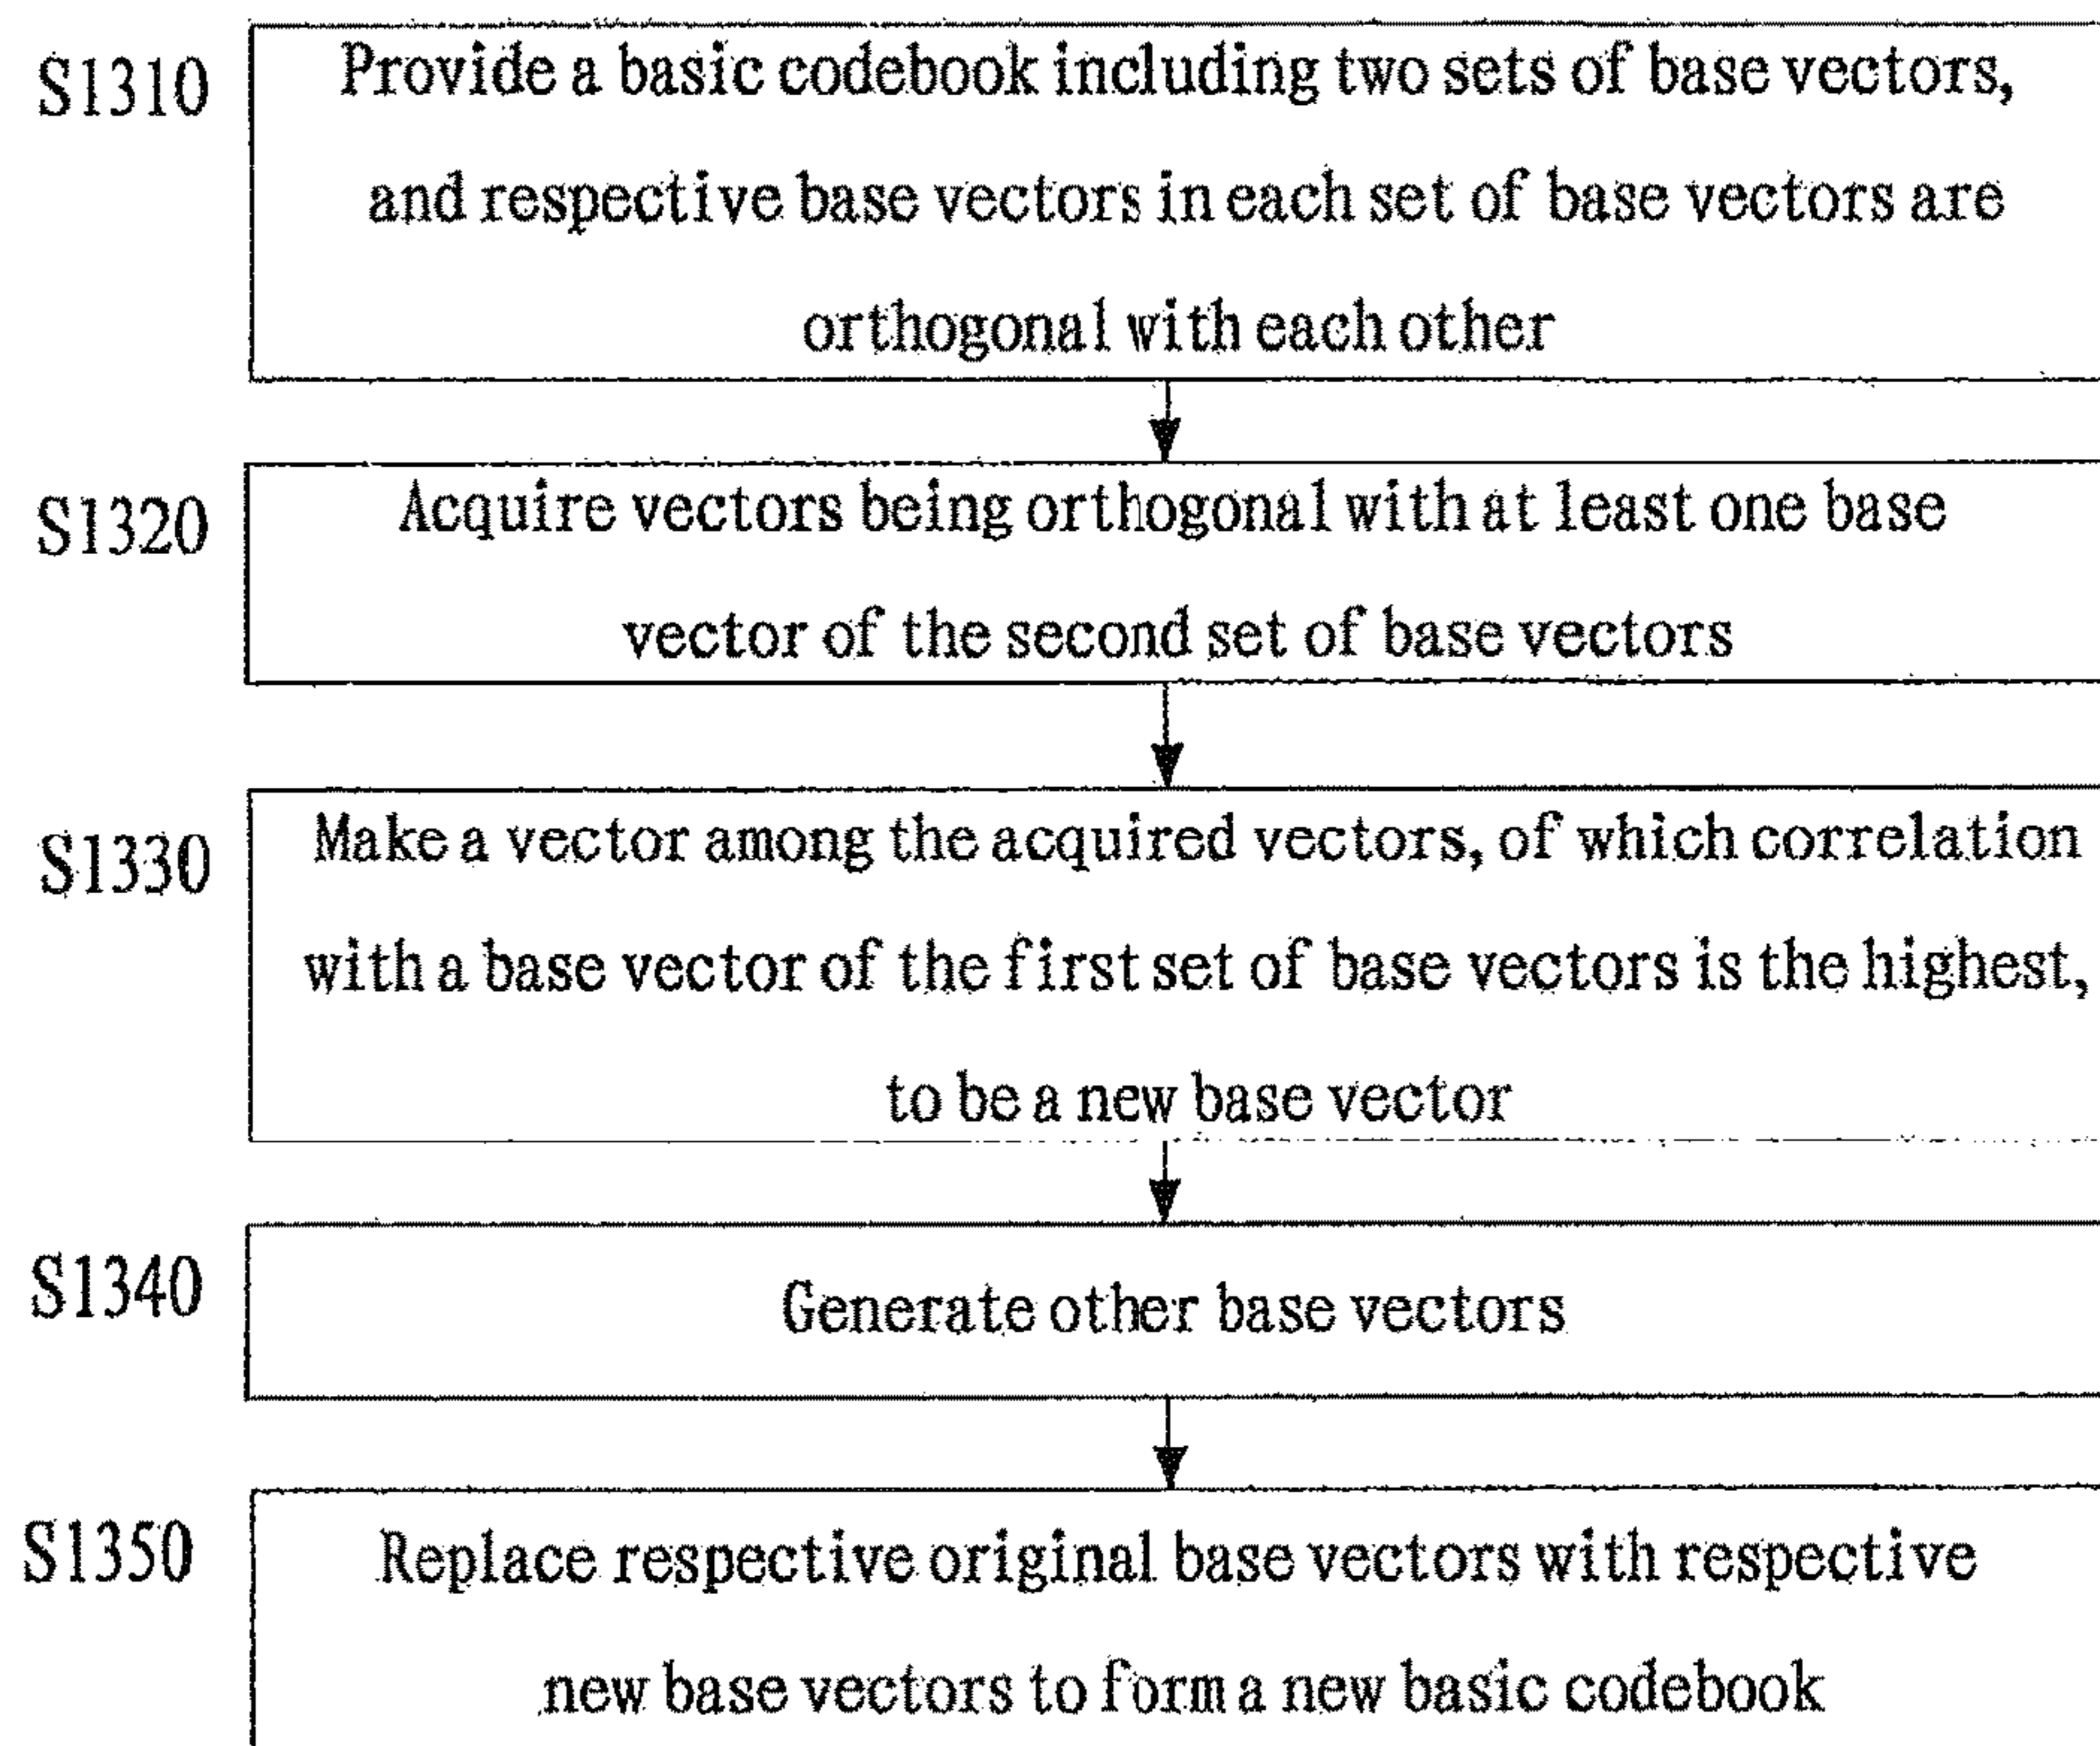 S1310
Provide a basic codebook including two sets of base vectors,
and respective base vectors in each set of base vectors are
orthogonal with each other
S1320
Acquire vectors being orthogonal with at least one base
vector of the second set of base vectors
S1330
Make a vector among the acquired vectors, of which correlation
with a base vector of the first set of base vectors is the highest,
to be a new base vector
S1340
Generate other base vectors
S1350
Replace respective original base vectors with respective
new base vectors to form a new basic codebook